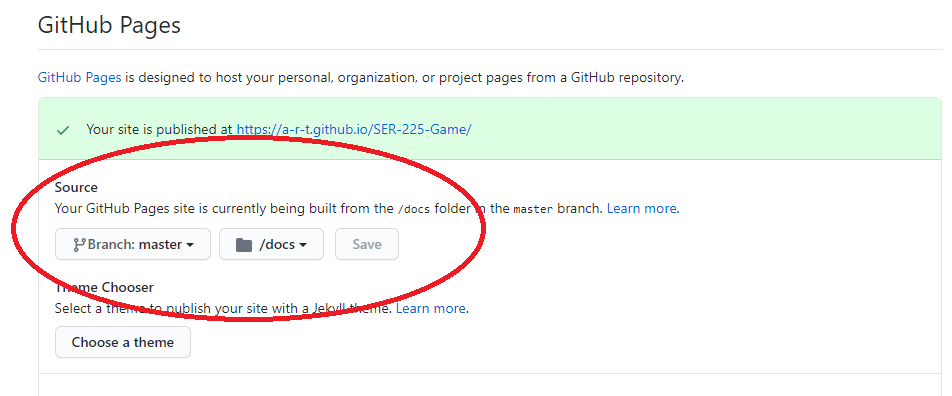 GitHub Pages
GitHub Pages is designed to host your personal, organization, or project pages from a GitHub repository.
Your site is published at https://a-r-t.github.io/SER-225-Game/
Source
Your GitHub Pages site is currently being built from the /docs folder in the master branch. Learn more.
Branch: master /docs Save
Theme Chooser
Select a theme to publish your site with a Jekyll theme. Learn more.
Choose a theme